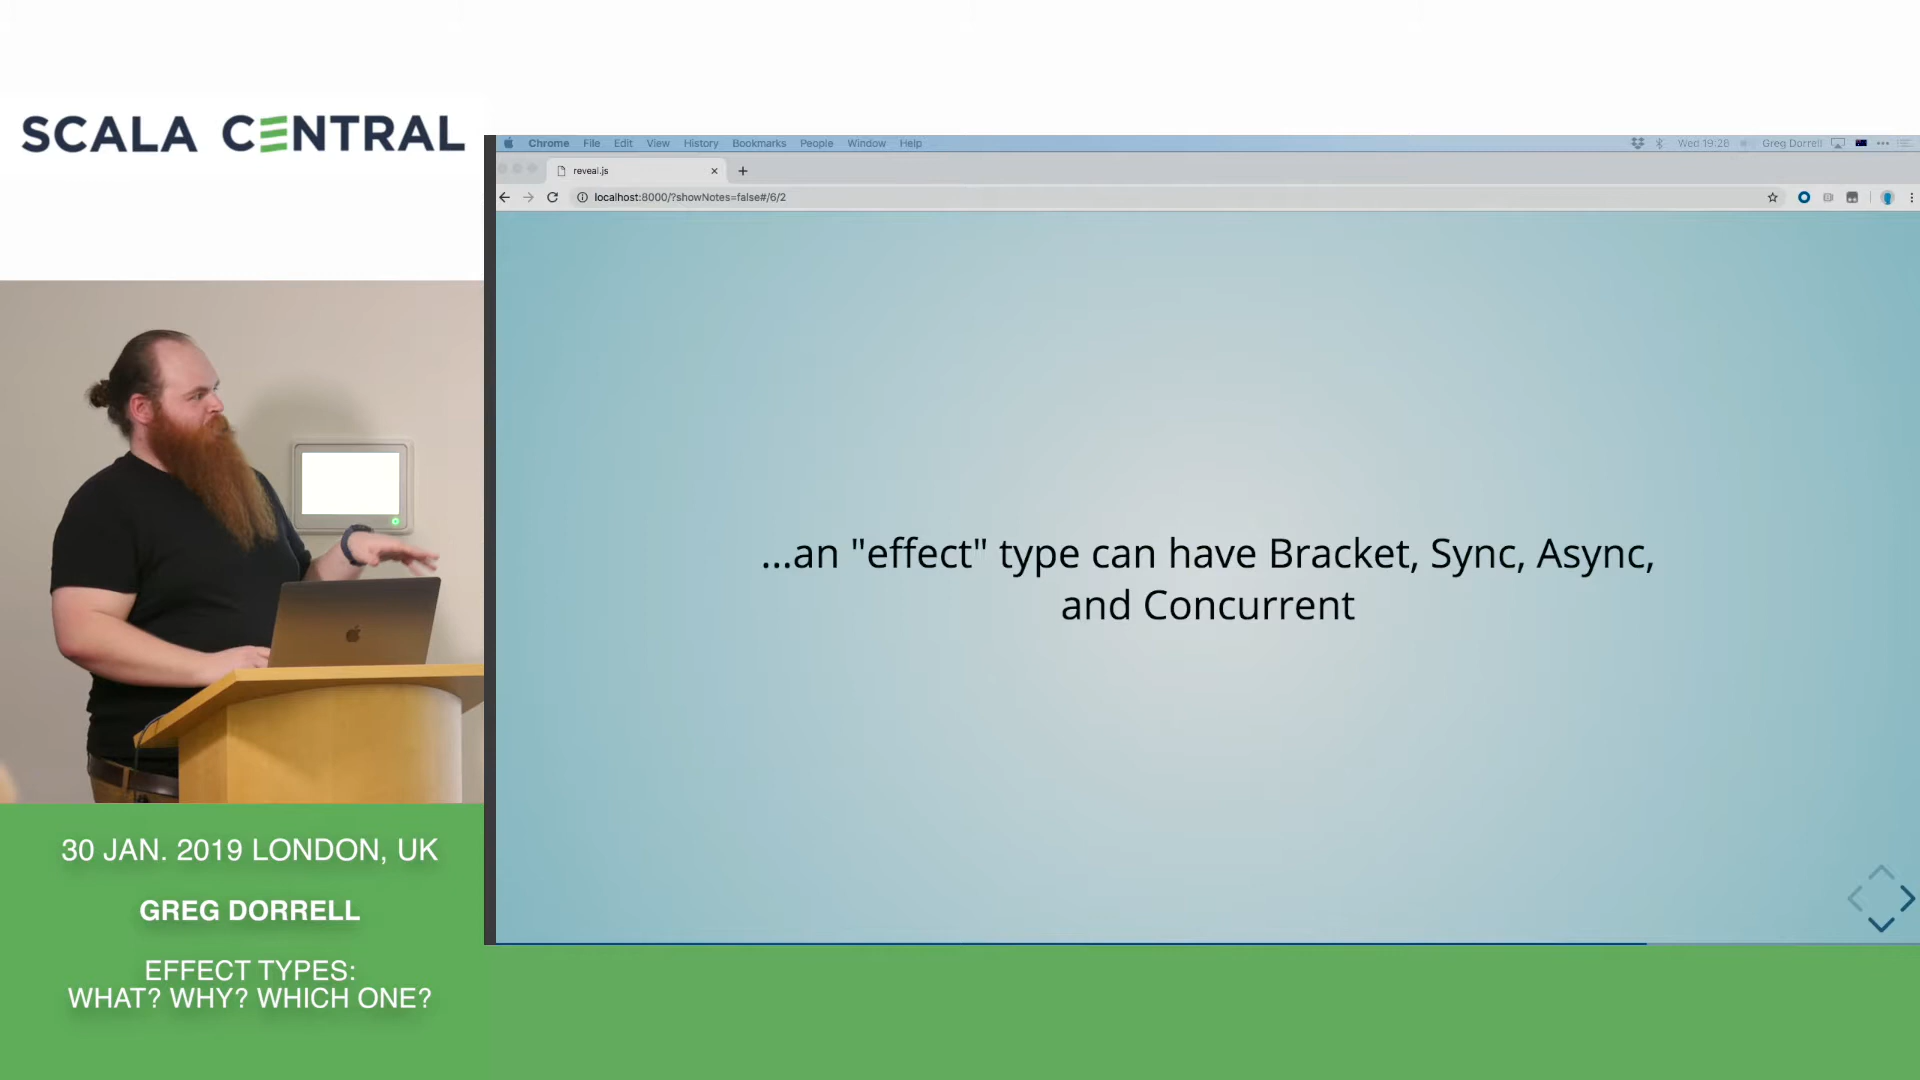 SCALA CENTRAL
Chrome File Edit View History Bookmarks People Window Help
Wed 19:28 Greg Dorrell
reveal.js
localhost:8000/?showNotes=false#/6/2
...an "effect" type can have Bracket, Sync, Async,
and Concurrent
30 JAN. 2019 LONDON, UK
GREG DORRELL
EFFECT TYPES:
WHAT? WHY? WHICH ONE?